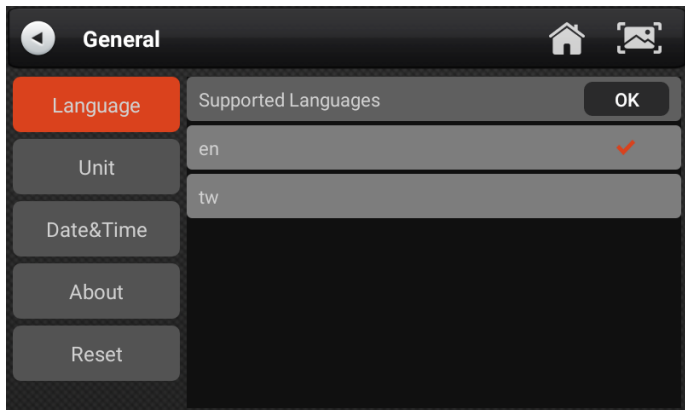 General
Language
Supported Languages OK
en
Unit
tw
Date&Time
About
Reset